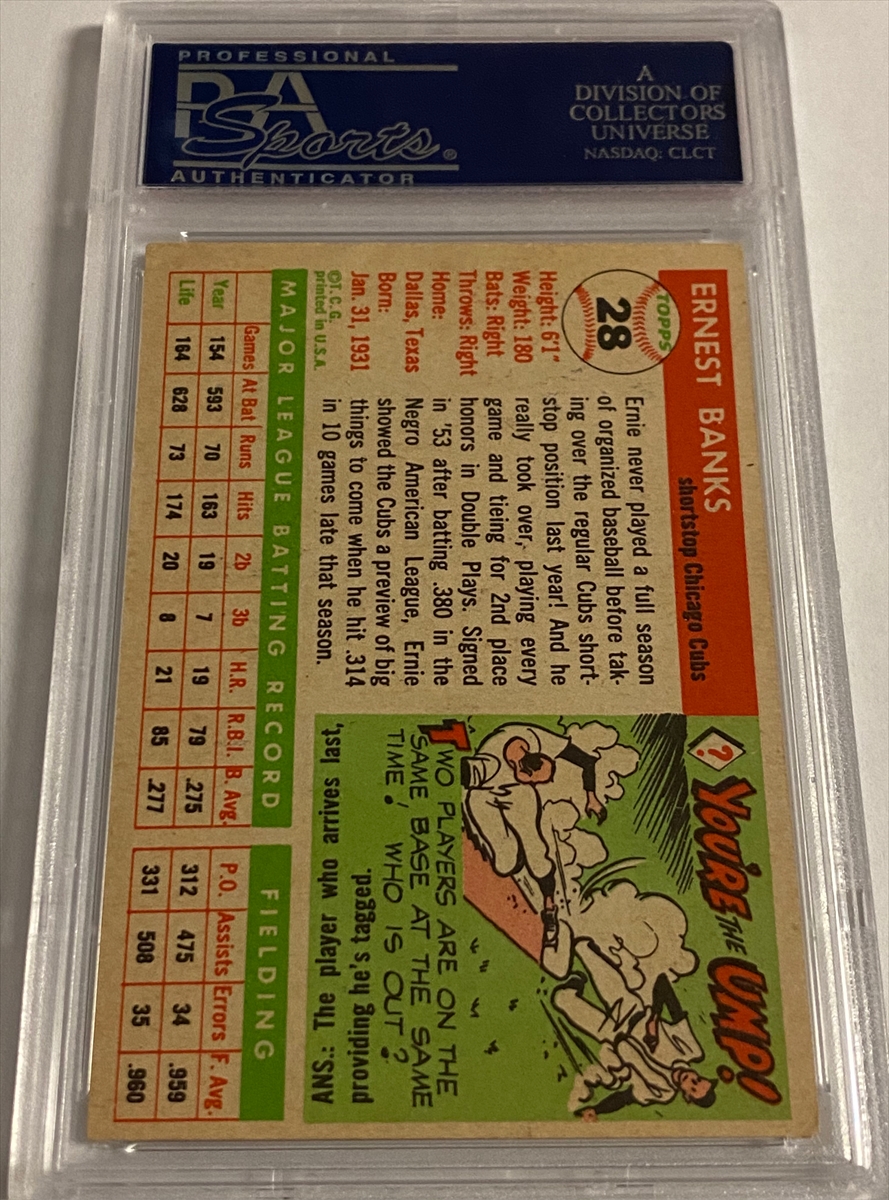 PROFESSIONAL
PSA
Sports®
AUTHENTICATOR
A
DIVISION OF
COLLECTORS
UNIVERSE
NASDAQ: CLCT
ERNEST BANKS
shortstop Chicago Cubs
TOPPS
28
Height: 6'1"
Weight: 180
Bats: Right
Throws: Right
Home:
Dallas, Texas
Born:
Jan. 31, 1931
©T. C. G.
printed in U.S.A.
Ernie never played a full season
of organized baseball before tak-
ing over the regular Cubs short-
stop position last year! And he
really took over, playing every
game and tieing for 2nd place
honors in Double Plays. Signed
in '53 after batting .380 in the
Negro American League, Ernie
showed the Cubs a preview of big
things to come when he hit .314
in 10 games late that season.
? YOU'RE THE UMP!
TWO PLAYERS ARE ON THE
SAME BASE AT THE SAME
TIME! WHO IS OUT?
ANS.: The player who arrives last,
providing he's tagged.
MAJOR LEAGUE BATTING RECORD
Games At Bat Runs Hits 2b 3b H.R. R.B.I. B. Avg.
Year 154 593 70 163 19 7 19 79 .275
Life 164 628 73 174 20 8 21 85 .277
FIELDING
P.O. Assists Errors F. Avg.
312 475 34 .959
331 508 35 .960